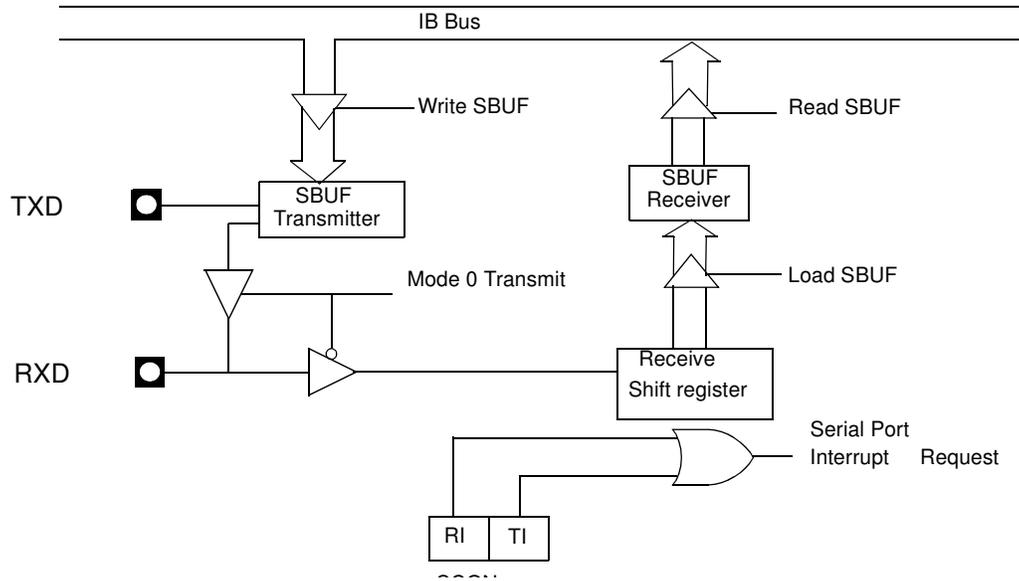 IB Bus
Write SBUF
Read SBUF
SBUF
Transmitter
SBUF
Receiver
TXD
Load SBUF
Mode 0 Transmit
RXD
Receive
Shift register
Serial Port
Interrupt Request
RI
TI